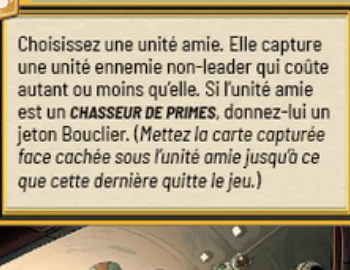 Choisissez une unité amie. Elle capture
une unité ennemie non-leader qui coûte
autant ou moins qu'elle. Si l'unité amie
est un CHASSEUR DE PRIMES, donnez-lui un
jeton Bouclier. (Mettez la carte capturée
face cachée sous l'unité amie jusqu'à ce
que cette dernière quitte le jeu.)